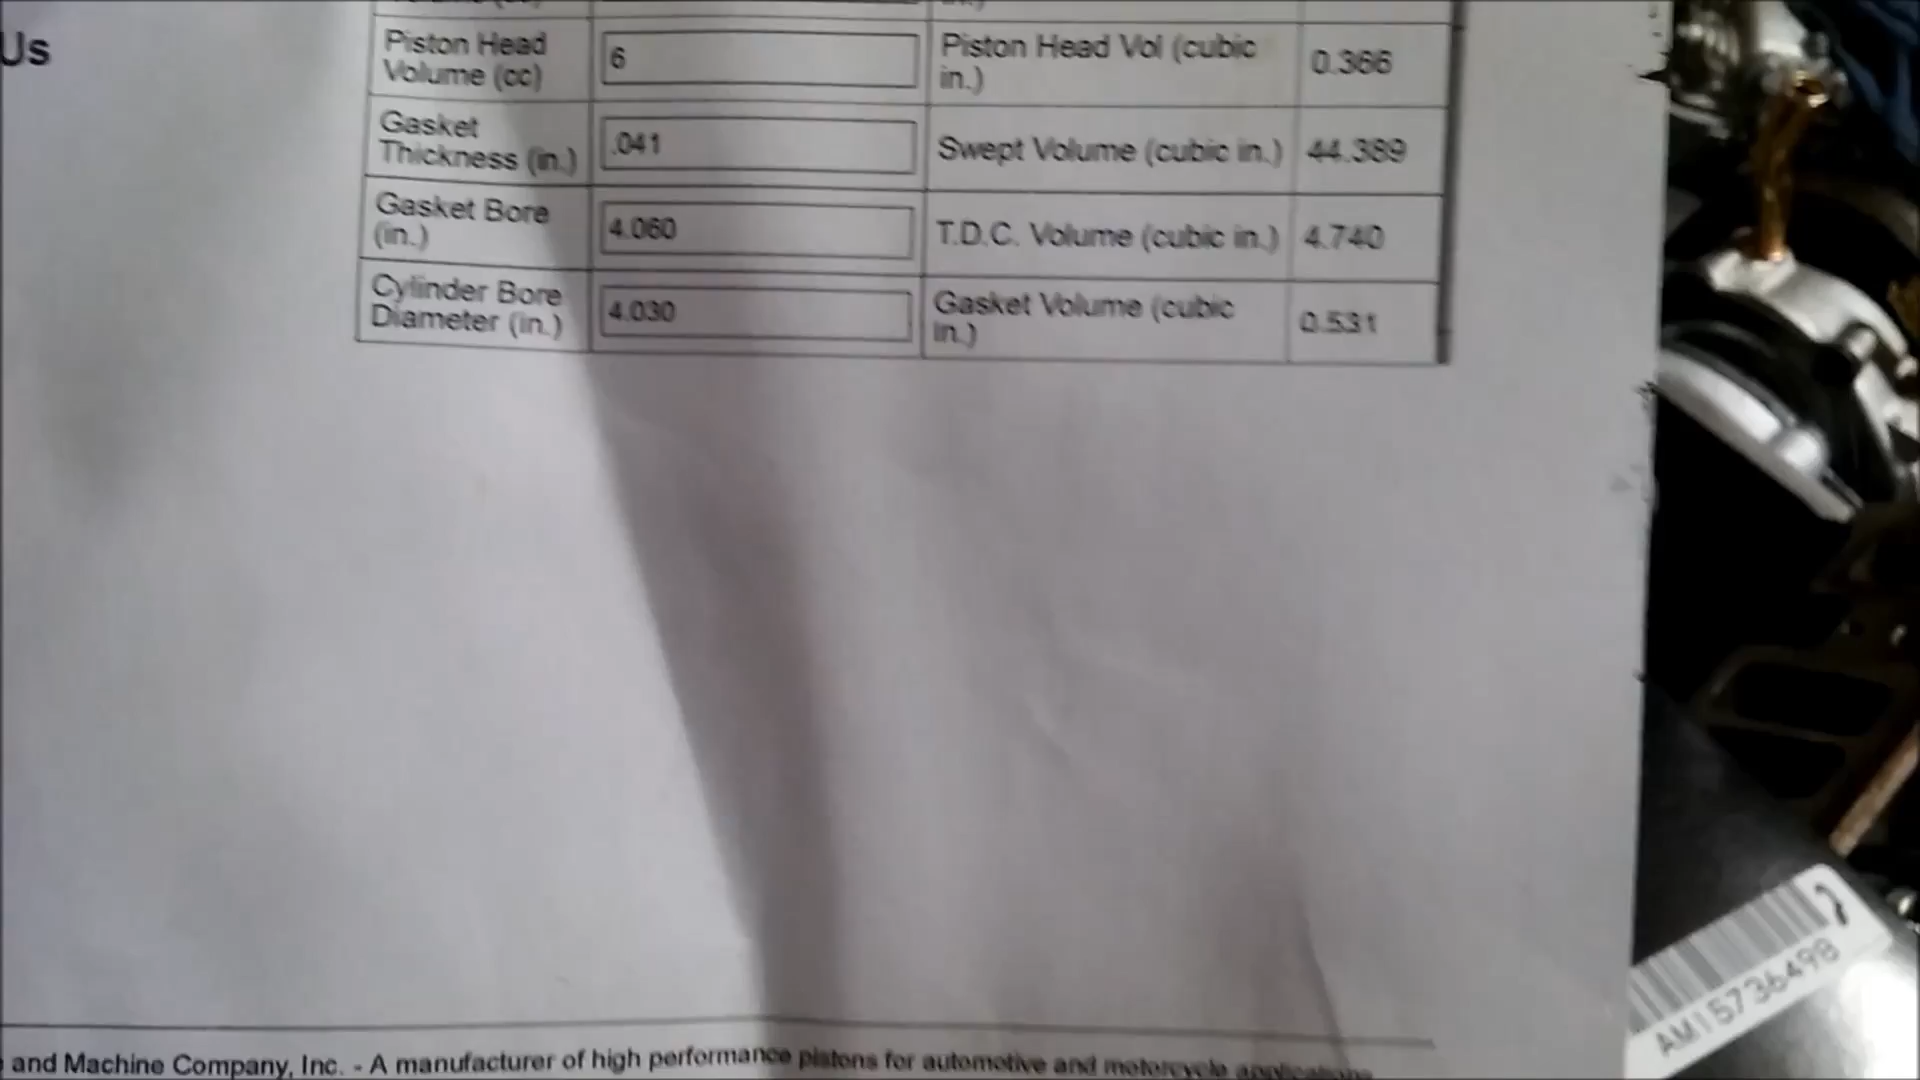 Us
Piston Head
Volume (cc)
6
Piston Head Vol (cubic
in.)
0.366
Gasket
Thickness (in.)
.041
Swept Volume (cubic in.)
44.389
Gasket Bore
(in.)
4.060
T.D.C. Volume (cubic in.)
4.740
Cylinder Bore
Diameter (in.)
4.030
Gasket Volume (cubic
in.)
0.531
and Machine Company, Inc. - A manufacturer of high performance pistons for automotive and motorcycle applications
AM15736498